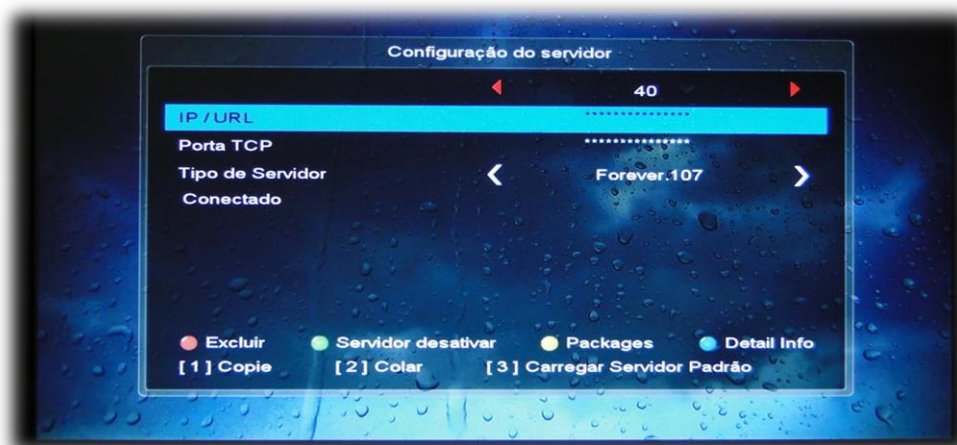 Configuração do servidor
40
IP / URL ***************
Porta TCP ***************
Tipo de Servidor Forever.107
Conectado
Excluir Servidor desativar Packages Detail Info
[ 1 ] Copie [ 2 ] Colar [ 3 ] Carregar Servidor Padrão